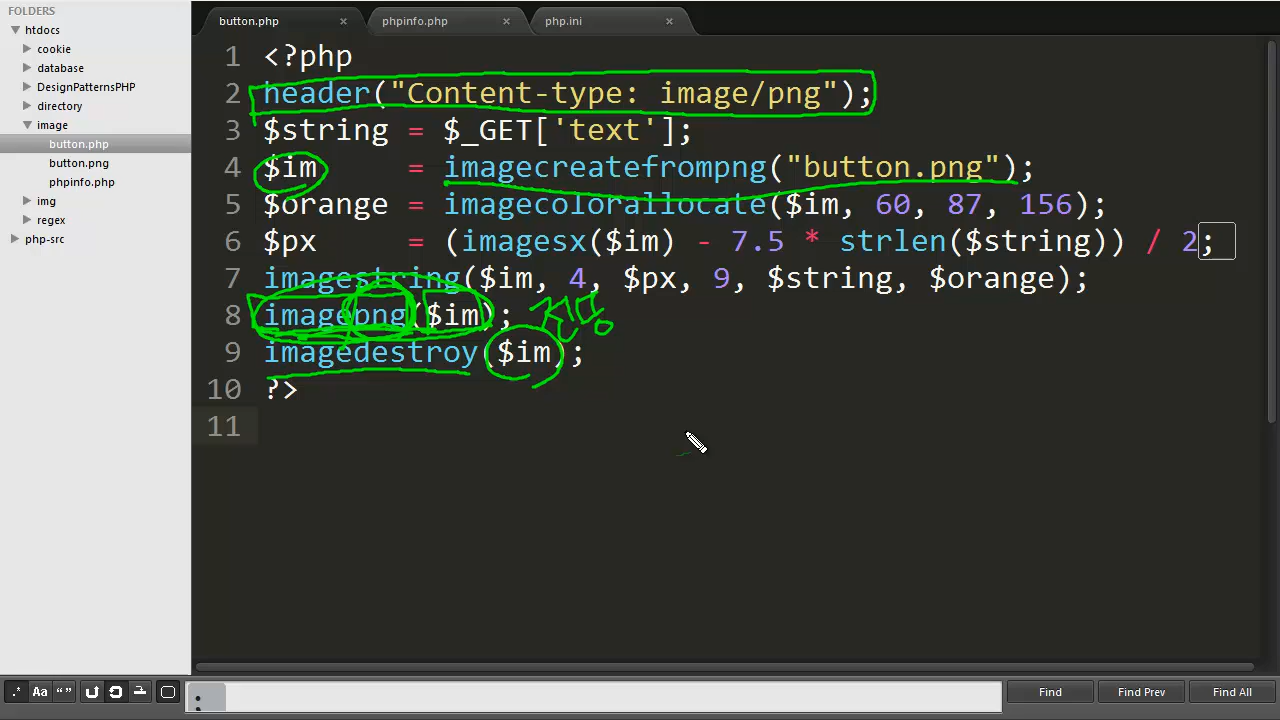 FOLDERS
htdocs
cookie
database
DesignPatternsPHP
directory
image
button.php
button.png
phpinfo.php
img
regex
php-src
button.php × phpinfo.php × php.ini ×
1 <?php
2 header("Content-type: image/png");
3 $string = $_GET['text'];
4 $im     = imagecreatefrompng("button.png");
5 $orange = imagecolorallocate($im, 60, 87, 156);
6 $px     = (imagesx($im) - 7.5 * strlen($string)) / 2;
7 imagestring($im, 4, $px, 9, $string, $orange);
8 imagepng($im);
9 imagedestroy($im);
10 ?>
11
.* Aa “” ; Find Find Prev Find All